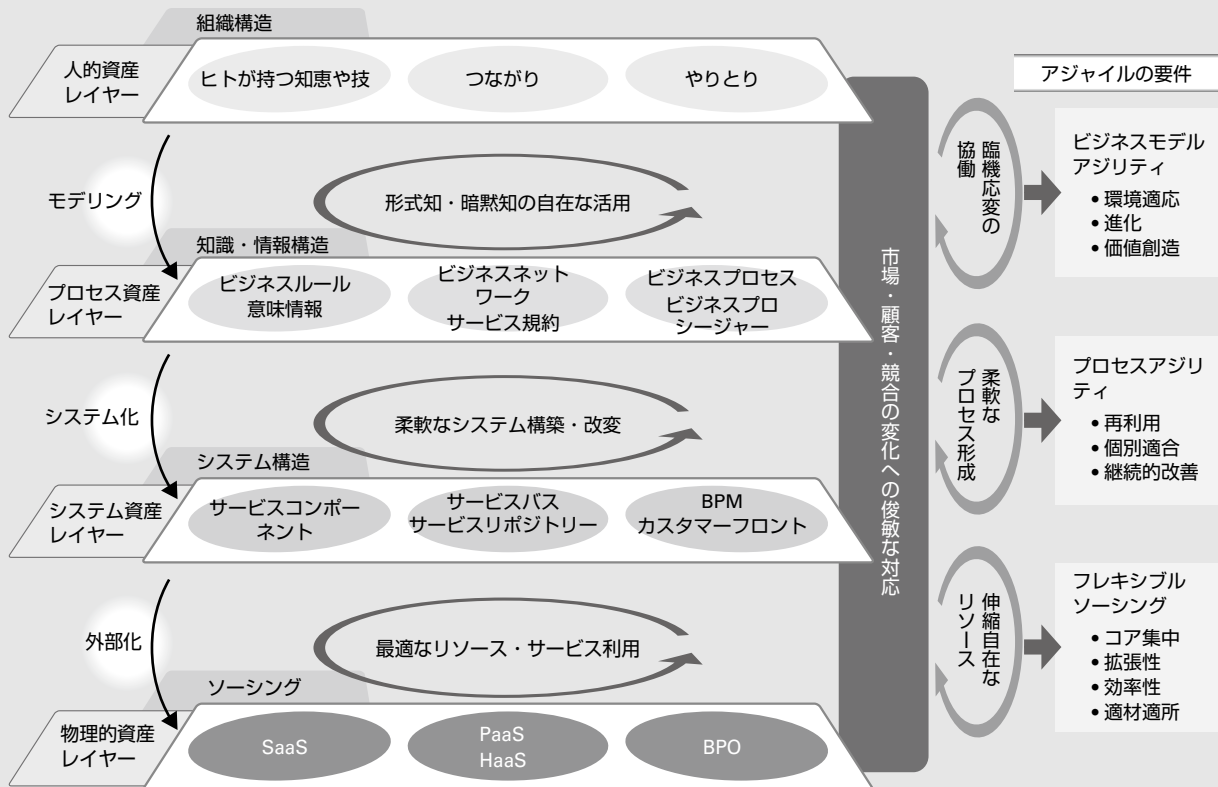 組織構造
人的資産
レイヤー
ヒトが持つ知恵や技
つながり
やりとり
モデリング
形式知・暗黙知の自在な活用
知識・情報構造
プロセス資産
レイヤー
ビジネスルール
意味情報
ビジネスネット
ワーク
サービス規約
ビジネスプロセス
ビジネスプロ
シージャー
システム化
柔軟なシステム構築・改変
システム構造
システム資産
レイヤー
サービスコンポー
ネント
サービスバス
サービスリポジトリー
BPM
カスタマーフロント
外部化
最適なリソース・サービス利用
ソーシング
物理的資産
レイヤー
SaaS
PaaS
HaaS
BPO
市場・顧客・競合の変化への俊敏な対応
臨機応変の
協働
柔軟な
プロセス形成
伸縮自在な
リソース
アジャイルの要件
ビジネスモデル
アジリティ
• 環境適応
• 進化
• 価値創造
プロセスアジリ
ティ
• 再利用
• 個別適合
• 継続的改善
フレキシブル
ソーシング
• コア集中
• 拡張性
• 効率性
• 適材適所